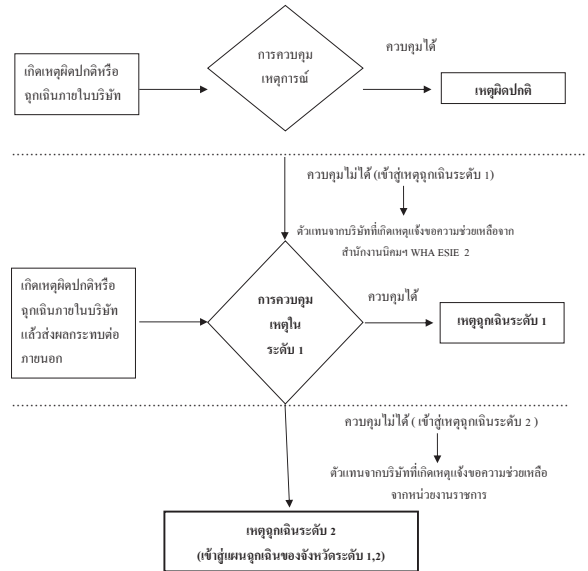 เกิดเหตุผิดปกติหรือ
ฉุกเฉินภายในบริษัท
การควบคุม
เหตุการณ์
ควบคุมได้
เหตุผิดปกติ
ควบคุมไม่ได้ (เข้าสู่เหตุฉุกเฉินระดับ 1)
ตัวแทนจากบริษัทที่เกิดเหตุแจ้งขอความช่วยเหลือจาก
สำนักงานนิคมฯ WHA ESIE 2
เกิดเหตุผิดปกติหรือ
ฉุกเฉินภายในบริษัท
แล้วส่งผลกระทบต่อ
ภายนอก
การควบคุม
เหตุใน
ระดับ 1
ควบคุมได้
เหตุฉุกเฉินระดับ 1
ควบคุมไม่ได้ ( เข้าสู่เหตุฉุกเฉินระดับ 2 )
ตัวแทนจากบริษัทที่เกิดเหตุแจ้งขอความช่วยเหลือ
จากหน่วยงานราชการ
เหตุฉุกเฉินระดับ 2
(เข้าสู่แผนฉุกเฉินของจังหวัดระดับ 1,2)